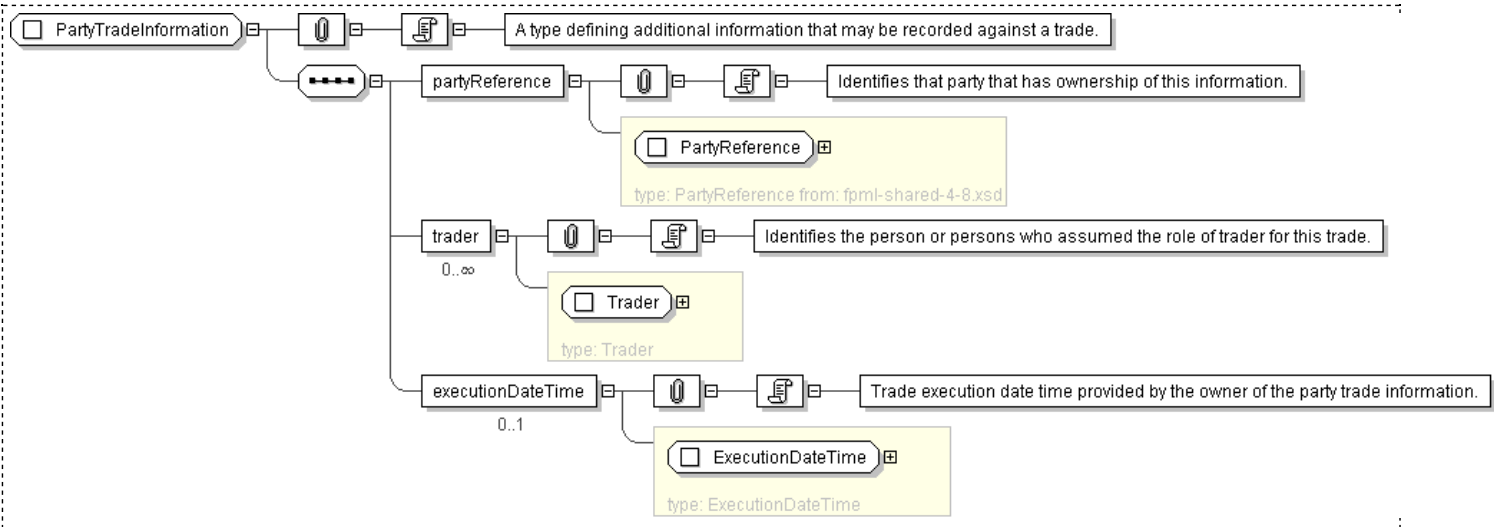 PartyTradeInformation
A type defining additional information that may be recorded against a trade.
partyReference
Identifies that party that has ownership of this information.
PartyReference
type: PartyReference from: fpml-shared-4-8.xsd
trader
Identifies the person or persons who assumed the role of trader for this trade.
0..∞
Trader
type: Trader
executionDateTime
Trade execution date time provided by the owner of the party trade information.
0..1
ExecutionDateTime
type: ExecutionDateTime